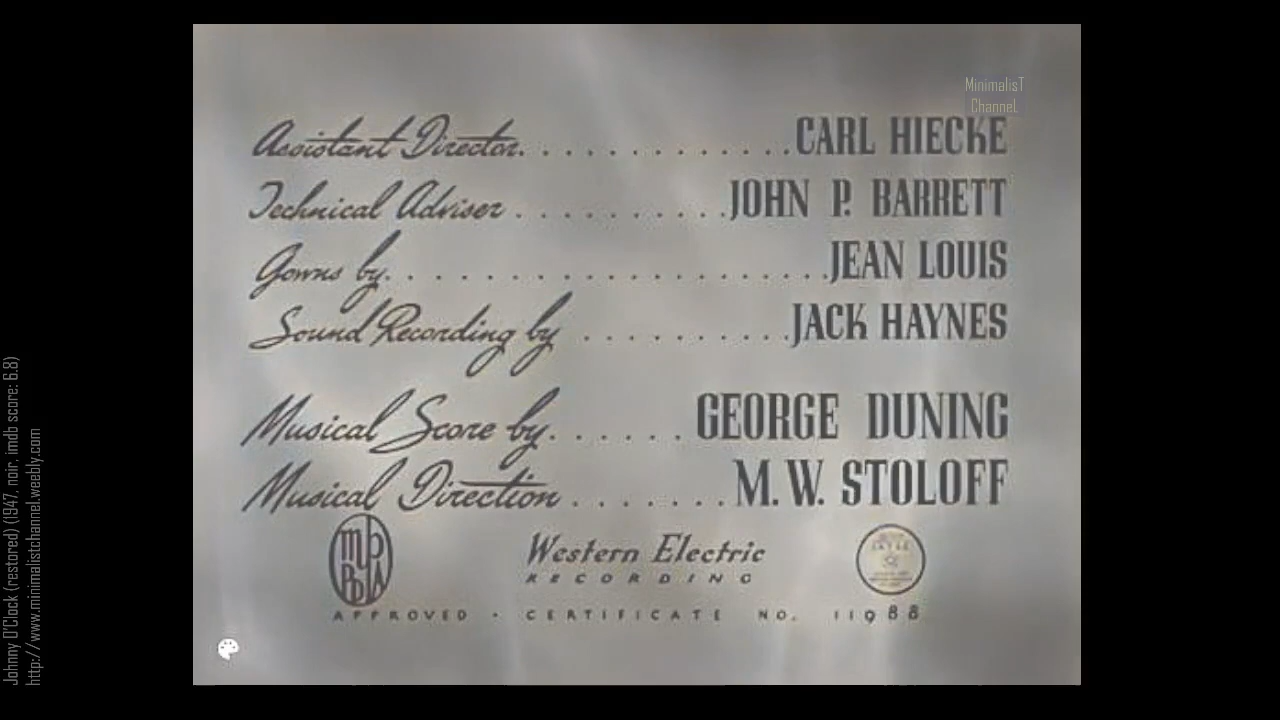 MinimalisT
Channel
Assistant Director. . . . . . . . . . . . . . CARL HIECKE
Technical Adviser . . . . . . . . . . JOHN P. BARRETT
Gowns by. . . . . . . . . . . . . . . . . . . . . JEAN LOUIS
Sound Recording by . . . . . . . . . . JACK HAYNES
Musical Score by. . . . . . GEORGE DUNING
Musical Direction . . . . . . . M. W. STOLOFF
Western Electric
RECORDING
APPROVED · CERTIFICATE NO. 11988
Johnny O'Clock (restored) (1947, noir, imdb score: 6.8)
http://www.minimalistchannel.weebly.com